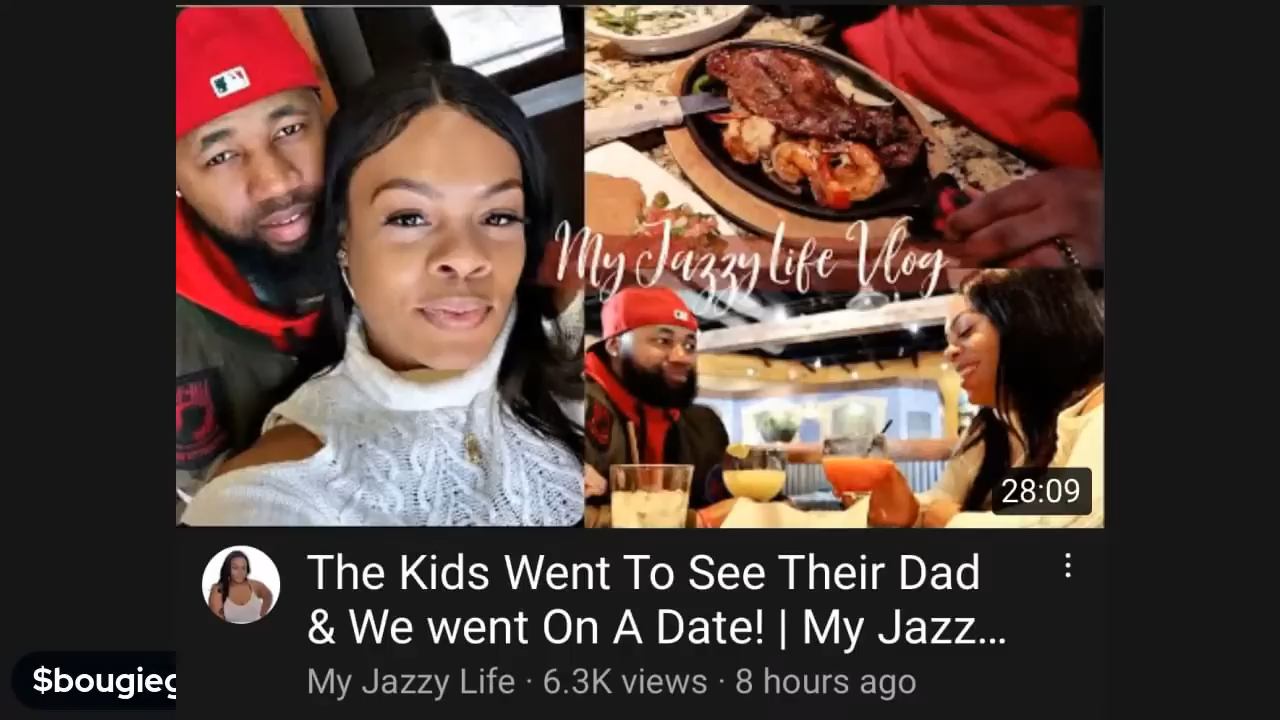 My Jazzy Life Vlog
28:09
The Kids Went To See Their Dad
& We went On A Date! | My Jazz...
My Jazzy Life · 6.3K views · 8 hours ago
$bougieg